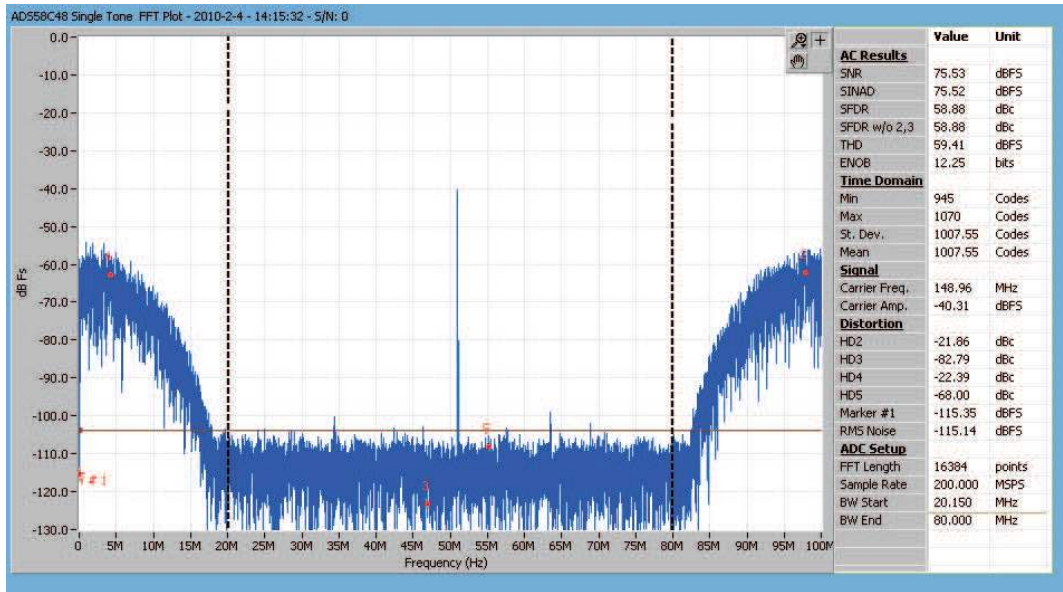 ADS58C48 Single Tone FFT Plot - 2010-2-4 - 14:15:32 - S/N: 0
0.0
-10.0
-20.0
-30.0
-40.0
-50.0
-60.0
-70.0
-80.0
-90.0
-100.0
-110.0
-120.0
-130.0
dB Fs
0 5M 10M 15M 20M 25M 30M 35M 40M 45M 50M 55M 60M 65M 70M 75M 80M 85M 90M 95M 100M
Frequency (Hz)
3
#1
Value Unit
AC Results
SNR 75.53 dBFS
SINAD 75.52 dBFS
SFDR 58.88 dBc
SFDR w/o 2,3 58.88 dBc
THD 59.41 dBFS
ENOB 12.25 bits
Time Domain
Min 945 Codes
Max 1070 Codes
St. Dev. 1007.55 Codes
Mean 1007.55 Codes
Signal
Carrier Freq. 148.96 MHz
Carrier Amp. -40.31 dBFS
Distortion
HD2 -21.86 dBc
HD3 -82.79 dBc
HD4 -22.39 dBc
HD5 -68.00 dBc
Marker #1 -115.35 dBFS
RMS Noise -115.14 dBFS
ADC Setup
FFT Length 16384 points
Sample Rate 200.000 MSPS
BW Start 20.150 MHz
BW End 80.000 MHz